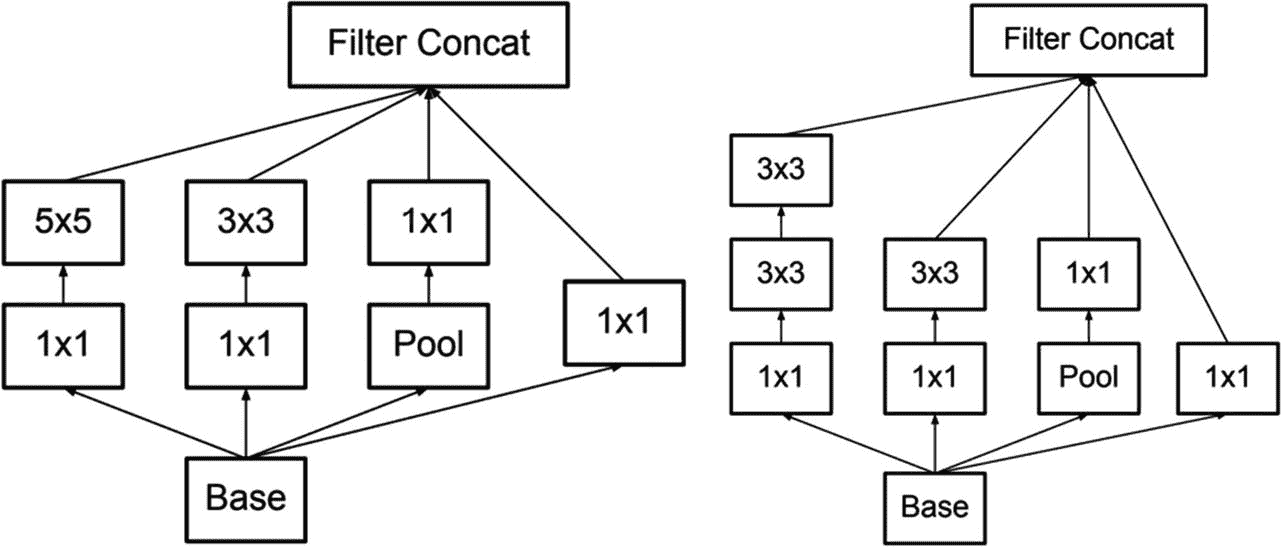 Filter Concat
5x5
3x3
1x1
1x1
1x1
Pool
1x1
Base
Filter Concat
3x3
3x3
3x3
1x1
1x1
1x1
Pool
1x1
Base